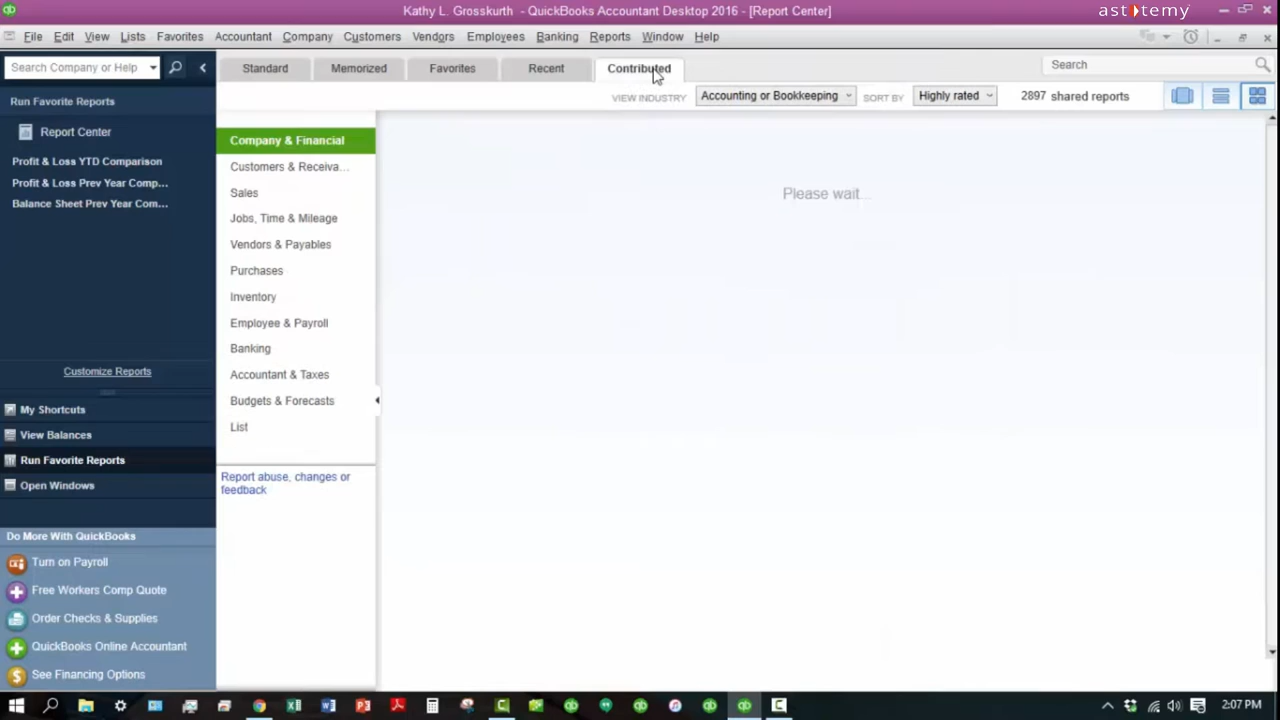 Kathy L. Grosskurth - QuickBooks Accountant Desktop 2016 - [Report Center]
astutemy
File Edit View Lists Favorites Accountant Company Customers Vendors Employees Banking Reports Window Help
Search Company or Help
Standard Memorized Favorites Recent Contributed
Search
VIEW INDUSTRY Accounting or Bookkeeping SORT BY Highly rated 2897 shared reports
Run Favorite Reports
Report Center
Profit & Loss YTD Comparison
Profit & Loss Prev Year Comp...
Balance Sheet Prev Year Com...
Customize Reports
My Shortcuts
View Balances
Run Favorite Reports
Open Windows
Do More With QuickBooks
Turn on Payroll
Free Workers Comp Quote
Order Checks & Supplies
QuickBooks Online Accountant
See Financing Options
Company & Financial
Customers & Receiva...
Sales
Jobs, Time & Mileage
Vendors & Payables
Purchases
Inventory
Employee & Payroll
Banking
Accountant & Taxes
Budgets & Forecasts
List
Report abuse, changes or
feedback
Please wait...
2:07 PM